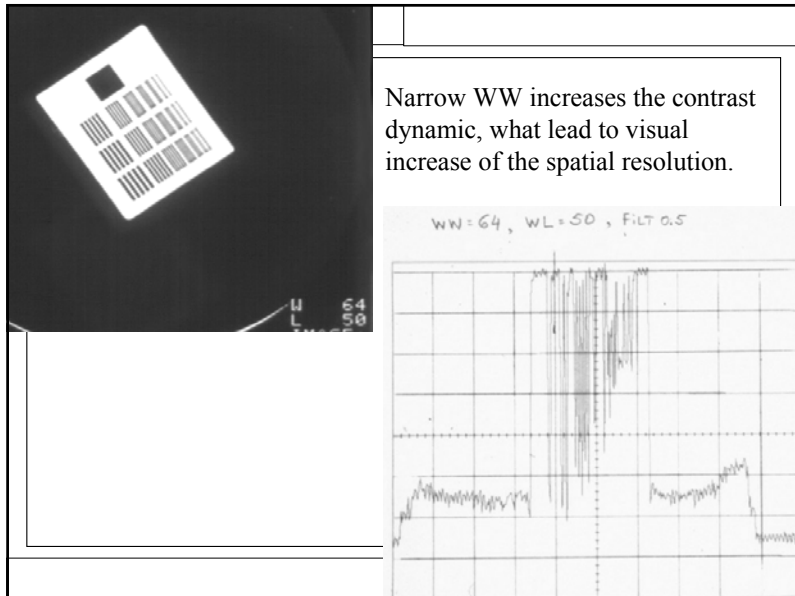 Narrow WW increases the contrast
dynamic, what lead to visual
increase of the spatial resolution.
WW=64, WL=50, FILT 0.5
W 64
L 50